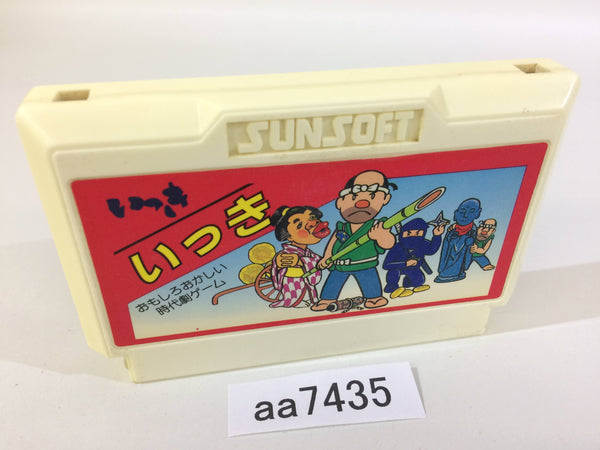 SUNSOFT
いっき
いっき
おもしろおかしい
時代劇ゲーム
aa7435